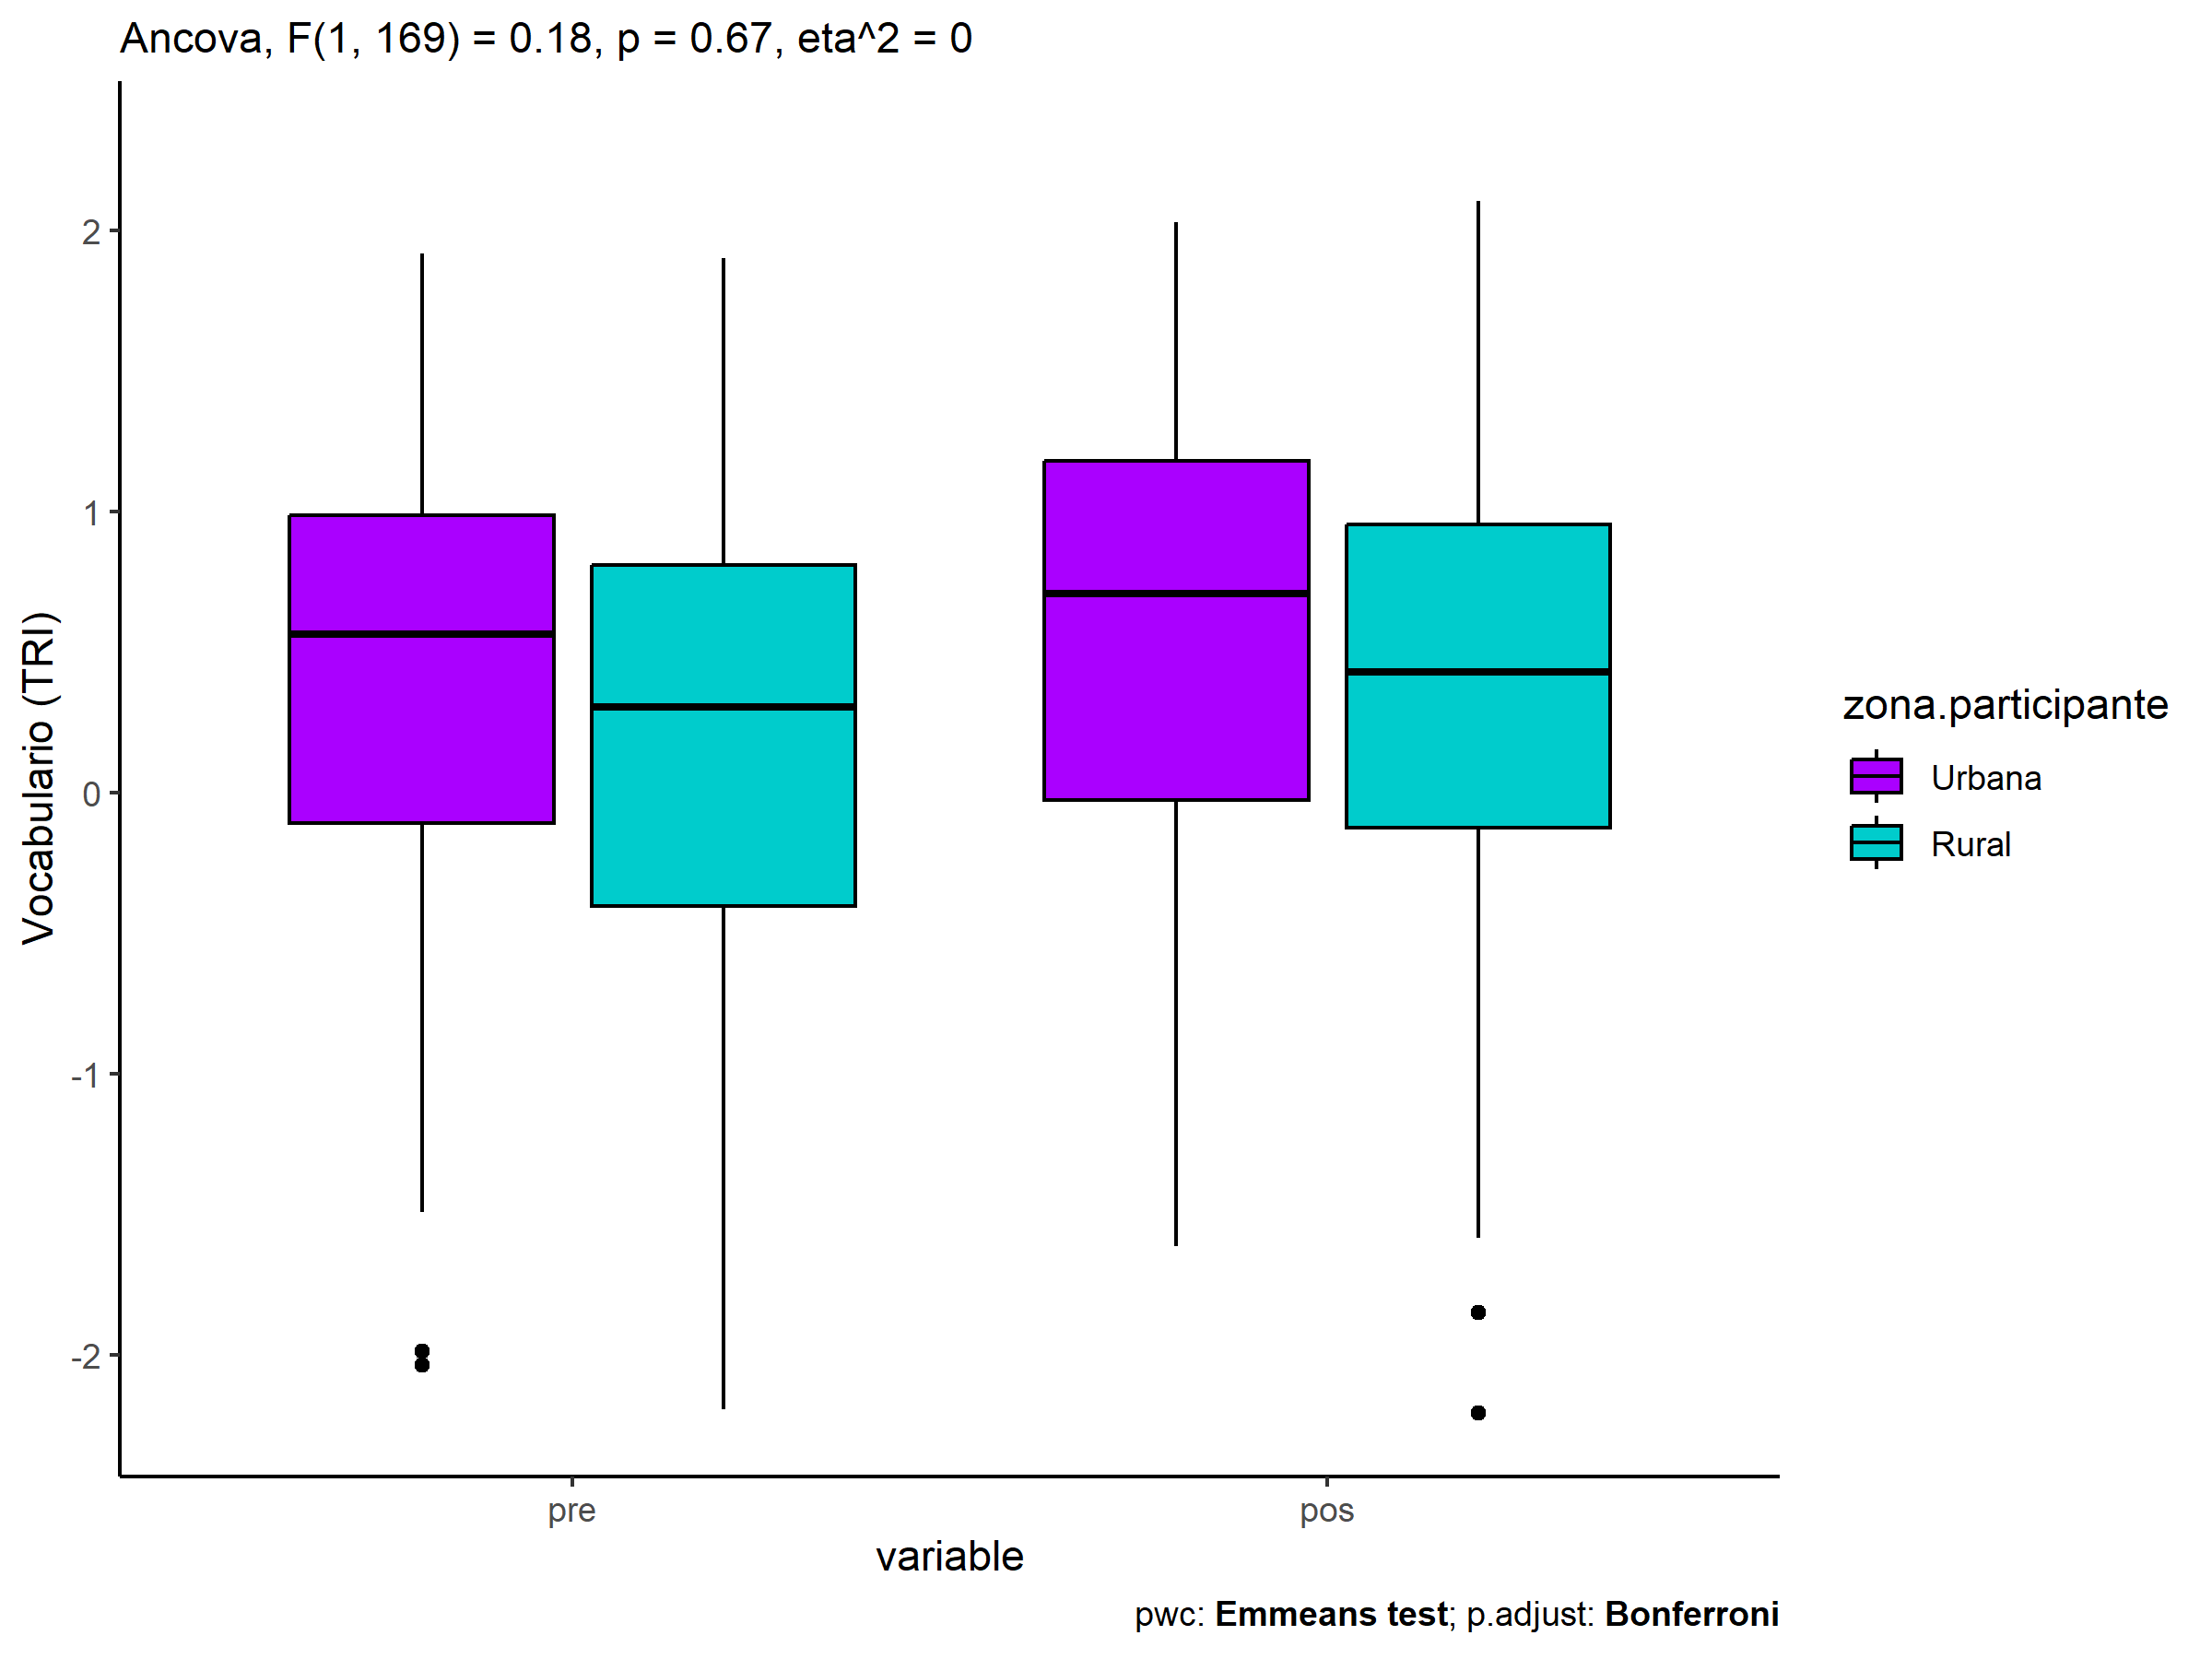 Ancova, F(1, 169) = 0.18, p = 0.67, eta^2 = 0
Vocabulario (TRI)
2
1
0
-1
-2
pre
pos
variable
zona.participante
Urbana
Rural
pwc: Emmeans test; p.adjust: Bonferroni